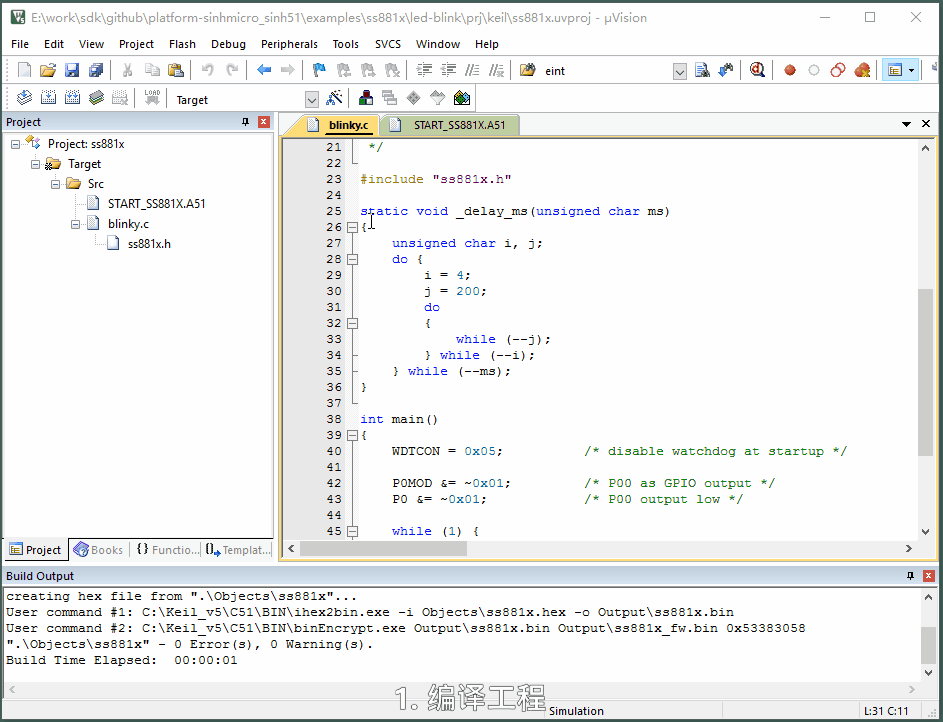 E:\work\sdk\github\platform-sinhmicro_sinh51\examples\ss881x\led-blink\prj\keil\ss881x.uvproj - µVision
File Edit View Project Flash Debug Peripherals Tools SVCS Window Help
eint
LOAD Target
Project
Project: ss881x
Target
Src
START_SS881X.A51
blinky.c
ss881x.h
Project Books {} Functio... Templat...
blinky.c START_SS881X.A51
21 */
22
23 #include "ss881x.h"
24
25 static void _delay_ms(unsigned char ms)
26 {
27 unsigned char i, j;
28 do {
29 i = 4;
30 j = 200;
31 do
32 {
33 while (--j);
34 } while (--i);
35 } while (--ms);
36 }
37
38 int main()
39 {
40 WDTCON = 0x05; /* disable watchdog at startup */
41
42 P0MOD &= ~0x01; /* P00 as GPIO output */
43 P0 &= ~0x01; /* P00 output low */
44
45 while (1) {
Build Output
creating hex file from ".\Objects\ss881x"...
User command #1: C:\Keil_v5\C51\BIN\ihex2bin.exe -i Objects\ss881x.hex -o Output\ss881x.bin
User command #2: C:\Keil_v5\C51\BIN\binEncrypt.exe Output\ss881x.bin Output\ss881x_fw.bin 0x53383058
".\Objects\ss881x" - 0 Error(s), 0 Warning(s).
Build Time Elapsed:  00:00:01
1. 编译工程
Simulation L:31 C:11